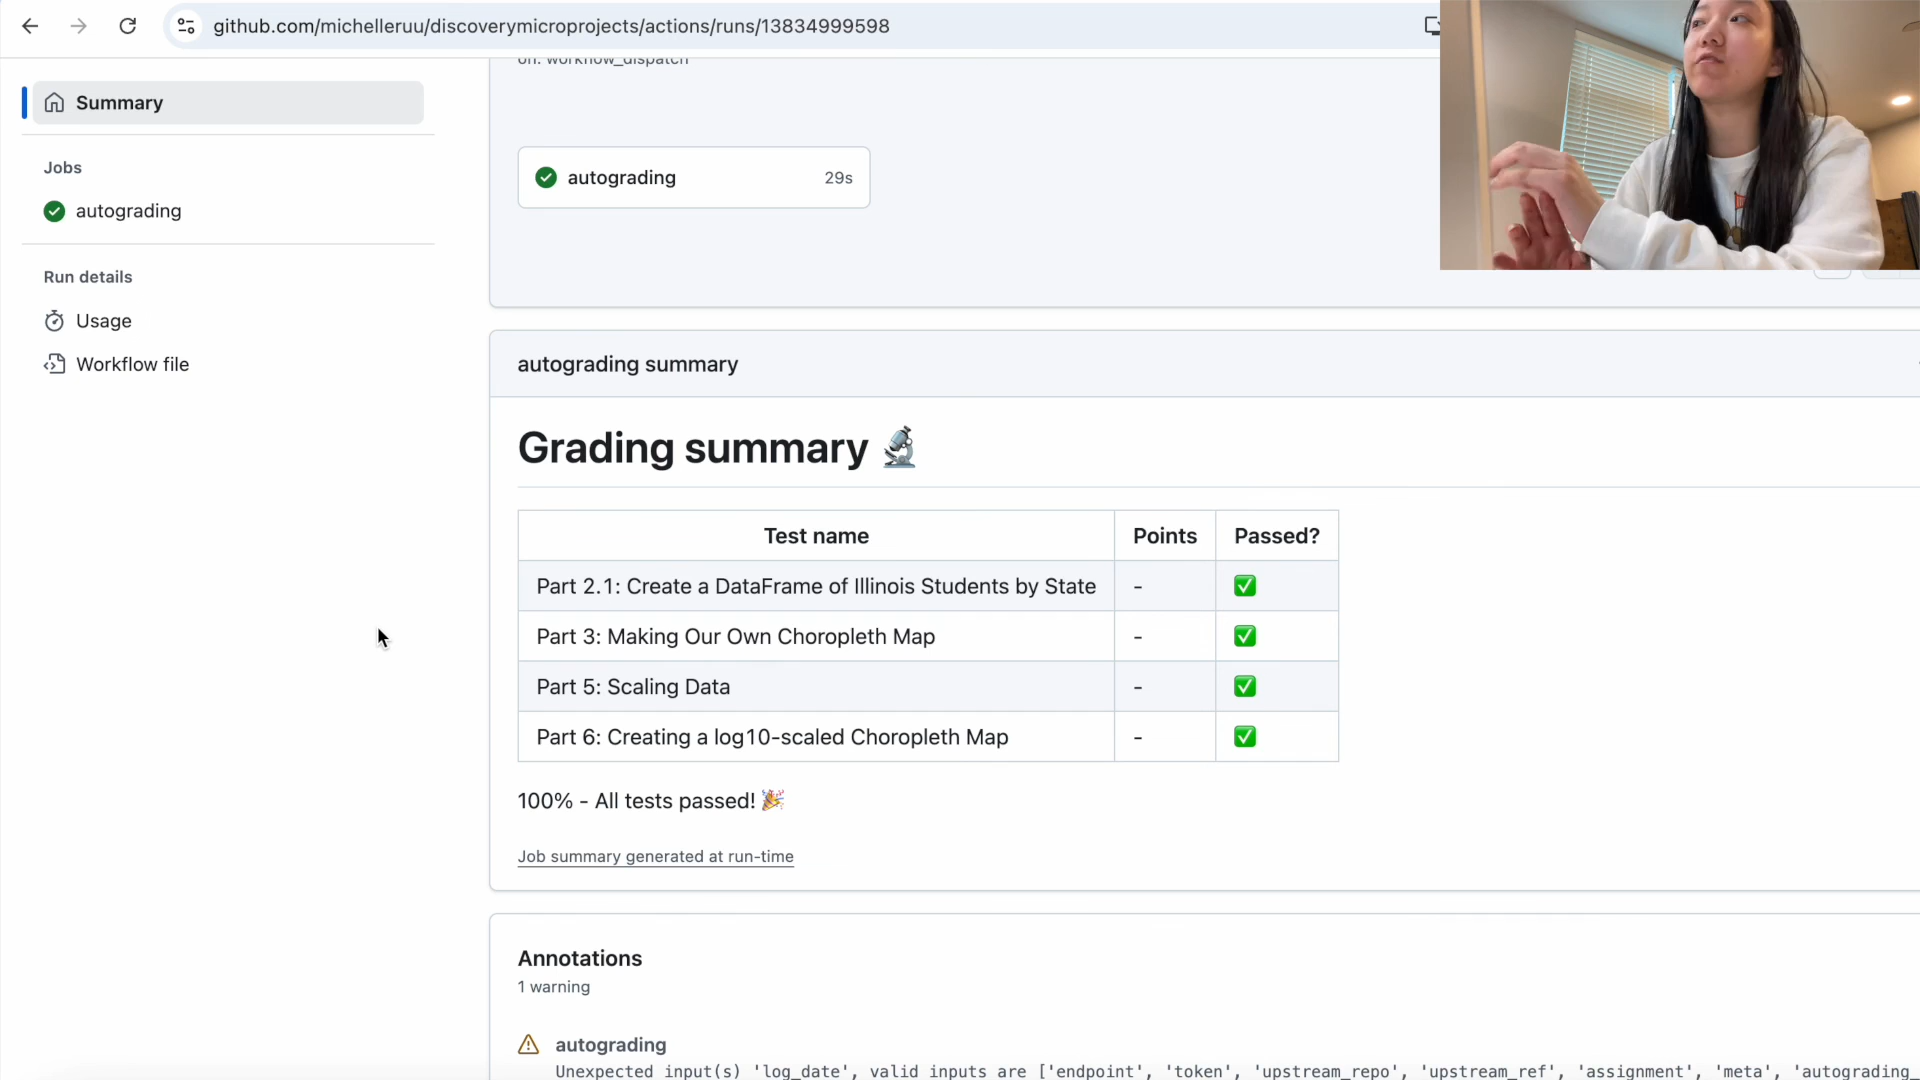 github.com/michelleruu/discoverymicroprojects/actions/runs/13834999598
on: workflow_dispatch
Summary
Jobs
autograding
Run details
Usage
Workflow file
autograding 29s
autograding summary
Grading summary 🔬
Test name Points Passed?
Part 2.1: Create a DataFrame of Illinois Students by State - ✅
Part 3: Making Our Own Choropleth Map - ✅
Part 5: Scaling Data - ✅
Part 6: Creating a log10-scaled Choropleth Map - ✅
100% - All tests passed! 🎉
Job summary generated at run-time
Annotations
1 warning
autograding
Unexpected input(s) 'log_date', valid inputs are ['endpoint', 'token', 'upstream_repo', 'upstream_ref', 'assignment', 'meta', 'autograding_